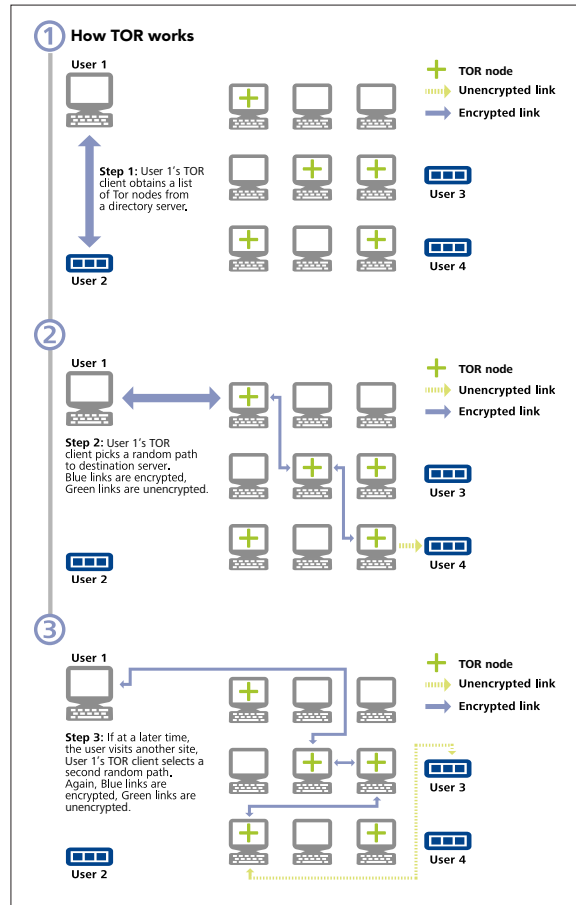 1 How TOR works
User 1
TOR node
Unencrypted link
Encrypted link
Step 1: User 1's TOR
client obtains a list
of Tor nodes from
a directory server.
User 3
User 2
User 4
2
User 1
TOR node
Unencrypted link
Encrypted link
Step 2: User 1's TOR
client picks a random path
to destination server.
Blue links are encrypted,
Green links are unencrypted.
User 3
User 2
User 4
3
User 1
TOR node
Unencrypted link
Encrypted link
Step 3: If at a later time,
the user visits another site,
User 1's TOR client selects a
second random path.
Again, Blue links are
encrypted, Green links are
unencrypted.
User 3
User 2
User 4